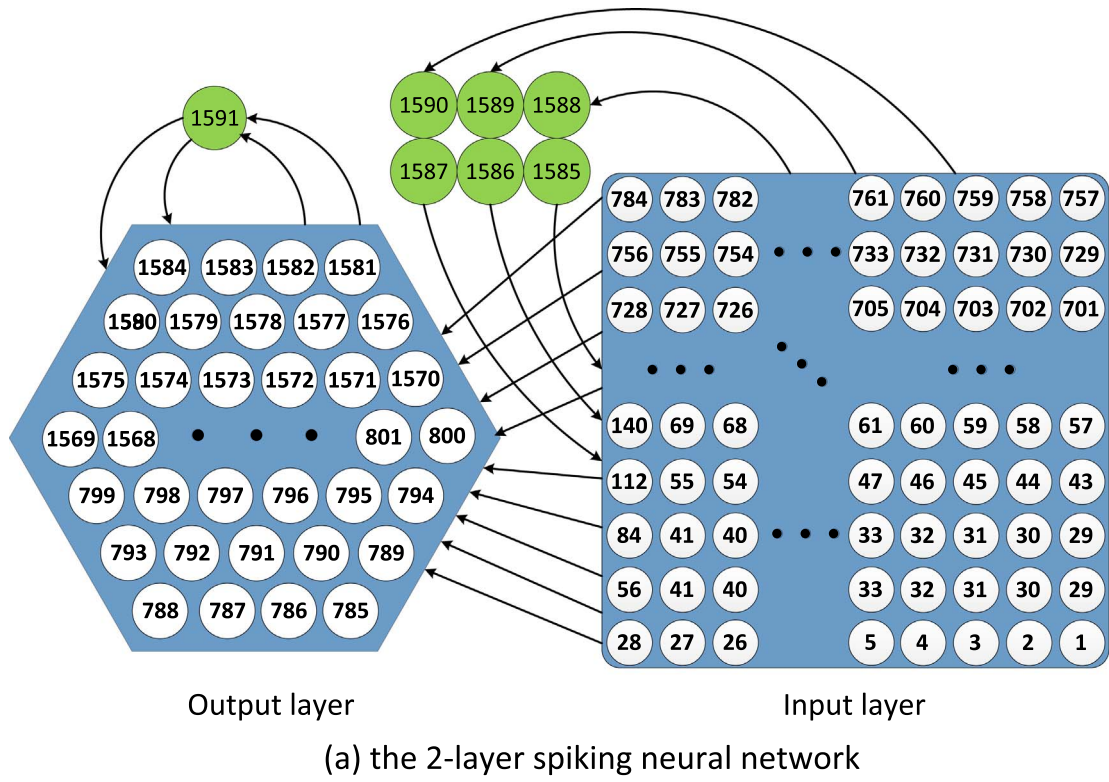 1591
1590 1589 1588
1587 1586 1585
1584 1583 1582 1581
1580 1579 1578 1577 1576
1575 1574 1573 1572 1571 1570
1569 1568 801 800
799 798 797 796 795 794
793 792 791 790 789
788 787 786 785
Output layer
784 783 782 761 760 759 758 757
756 755 754 733 732 731 730 729
728 727 726 705 704 703 702 701
140 69 68 61 60 59 58 57
112 55 54 47 46 45 44 43
84 41 40 33 32 31 30 29
56 41 40 33 32 31 30 29
28 27 26 5 4 3 2 1
Input layer
(a) the 2-layer spiking neural network